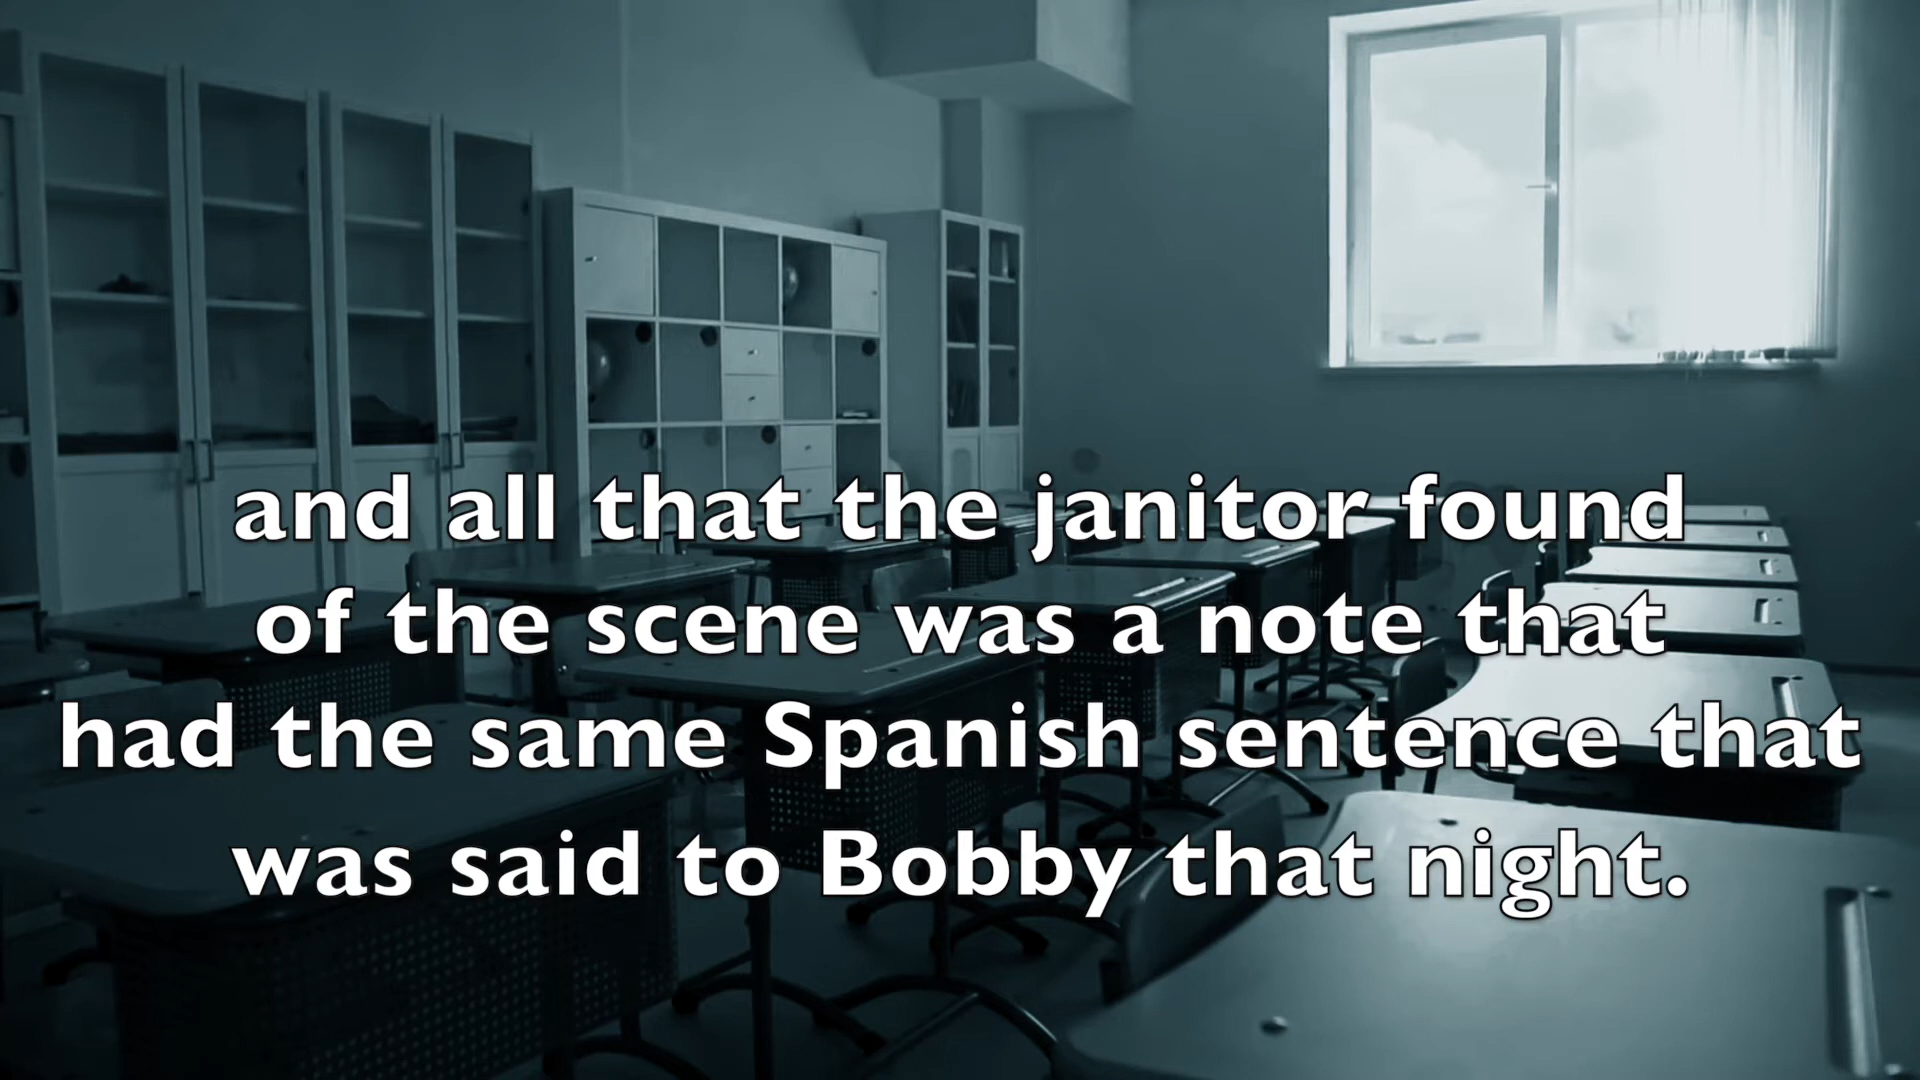 and all that the janitor found
of the scene was a note that
had the same Spanish sentence that
was said to Bobby that night.